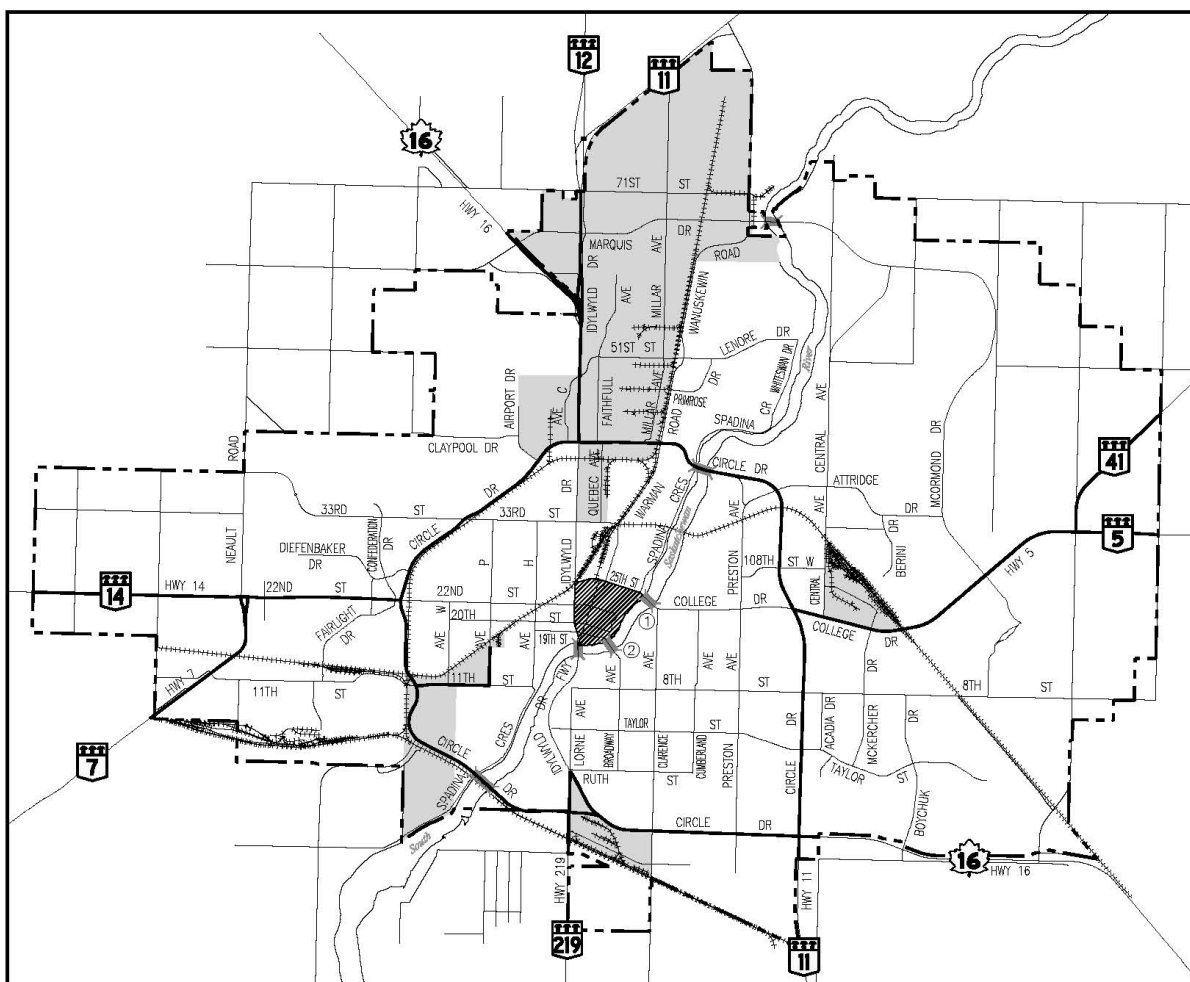 12
11
16
HWY 16
71ST ST
MARQUIS DR
ROAD
IDYLWYLD DR
AVE
MILLAR AVE
WANUSKEWIN
51ST ST
LENORE DR
WHITESWAN DR
River
AIRPORT DR
AVE C
FAITHFULL
MILLAR AVE
PRIMROSE DR
ROAD
SPADINA CR
CLAYPOOL DR
ROAD
CENTRAL AVE
MCORMOND DR
41
CIRCLE DR
QUEBEC AVE
IDYLWYLD DR
WARMAN
SPADINA CRES
Saskatchewan
CIRCLE DR
ATTRIDGE DR
33RD ST
33RD ST
NEAULT
DIEFENBAKER DR
CONFEDERATION DR
PRESTON AVE
108TH ST W
CENTRAL AVE
BERINI DR
HWY 5
5
14
HWY 14
22ND ST
22ND ST
P AVE
H AVE
W AVE
25TH ST
COLLEGE DR
COLLEGE DR
1
2
20TH ST
19TH ST
FAIRLIGHT DR
HWY 7
11TH ST
11TH ST
FWY
8TH ST
8TH ST
7
CIRCLE DR
SPADINA CRES
IDYLWYLD DR
LORNE AVE
BROADWAY AVE
TAYLOR ST
CLARENCE AVE
CUMBERLAND AVE
PRESTON AVE
CIRCLE DR
ACADIA DR
MCKERCHER DR
BOYCHUK DR
TAYLOR ST
RUTH ST
CIRCLE DR
South
HWY 219
219
HWY 11
11
16
HWY 16